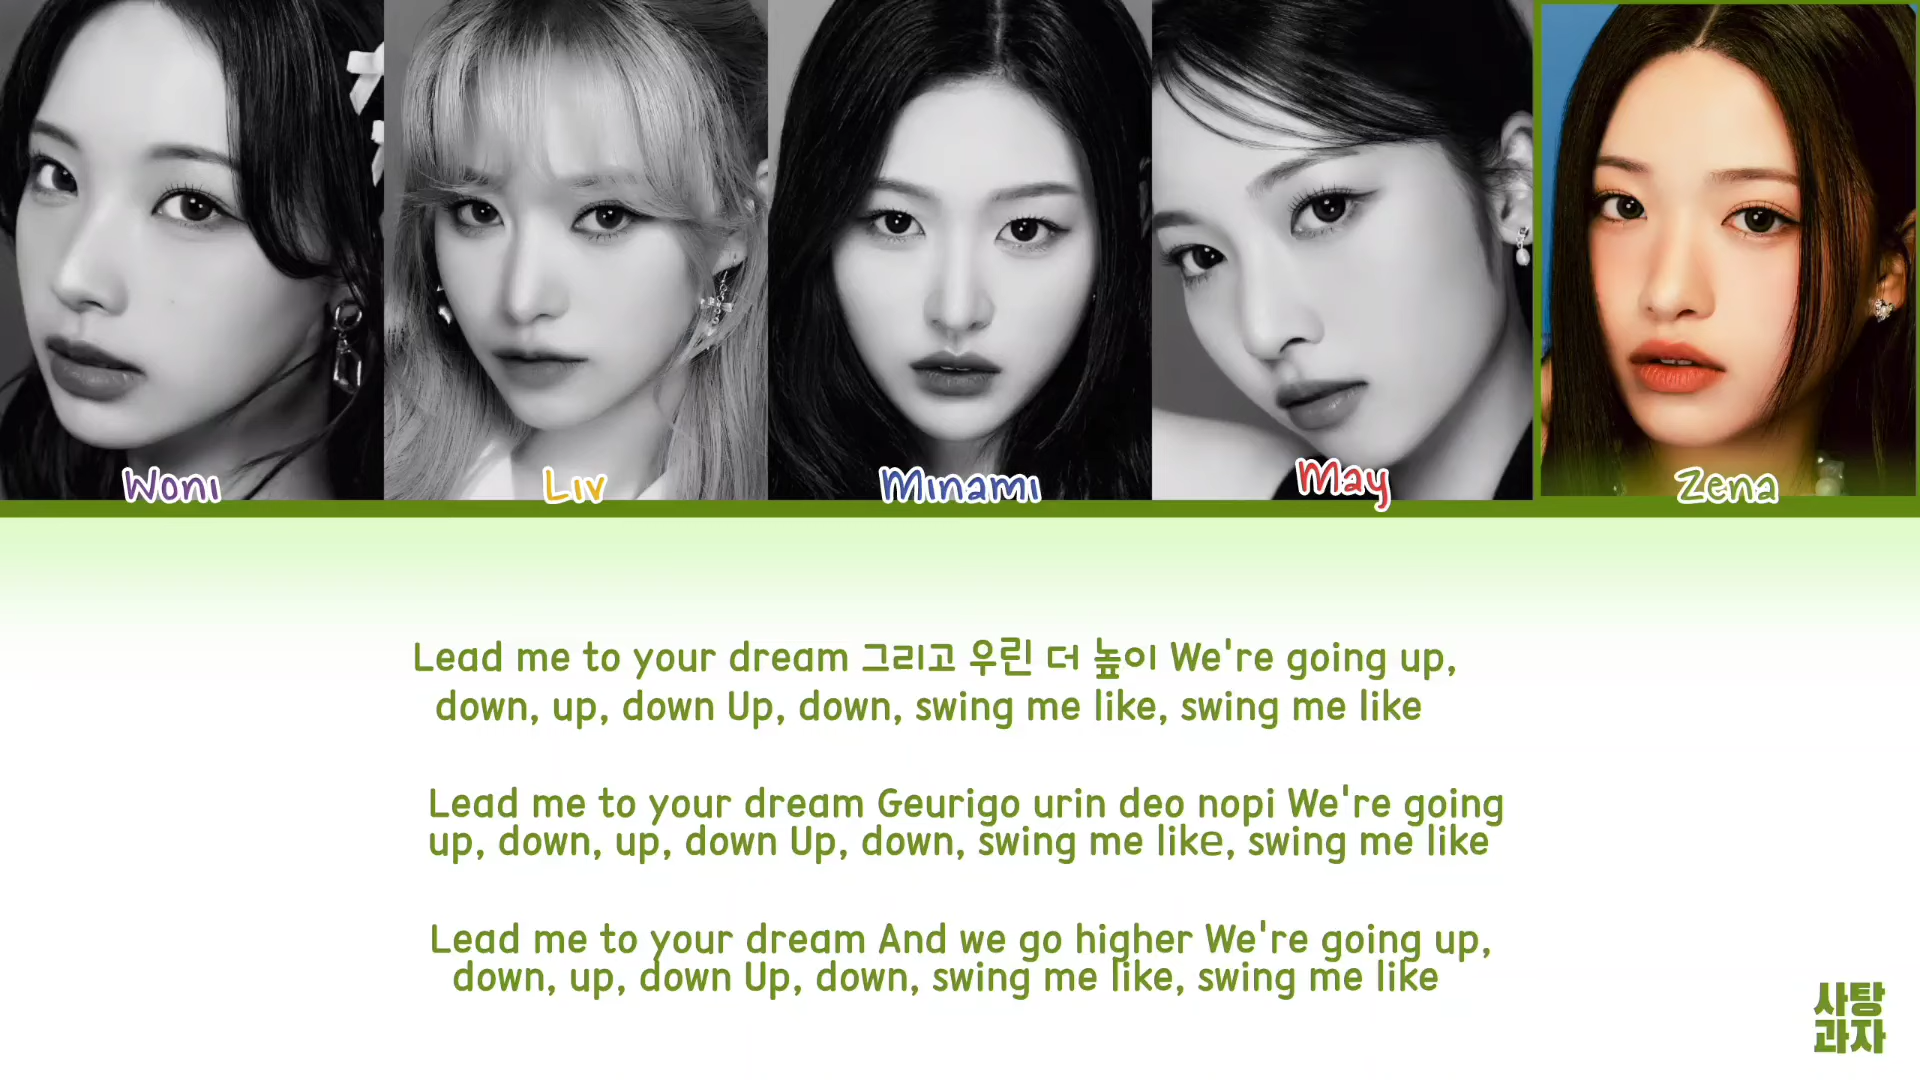 Woni
Liv
Minami
May
Zena
Lead me to your dream 그리고 우린 더 높이 We're going up,
down, up, down Up, down, swing me like, swing me like
Lead me to your dream Geurigo urin deo nopi We're going
up, down, up, down Up, down, swing me like, swing me like
Lead me to your dream And we go higher We're going up,
down, up, down Up, down, swing me like, swing me like
사탕
과자